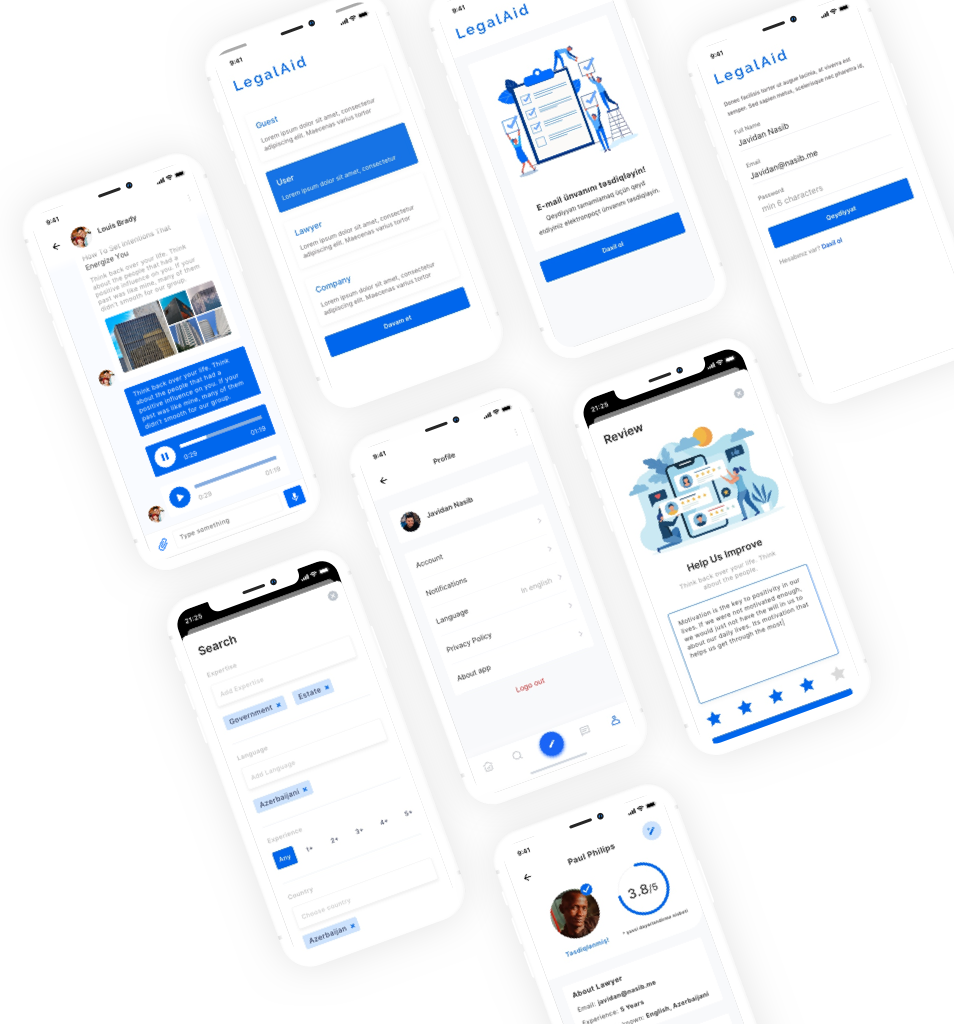 9:41
LegalAid
Guest
Lorem ipsum dolor sit amet, consectetur
adipiscing elit. Maecenas varius tortor
User
Lorem ipsum dolor sit amet, consectetur
Lawyer
Lorem ipsum dolor sit amet, consectetur
adipiscing elit. Maecenas varius tortor
Company
Lorem ipsum dolor sit amet, consectetur
adipiscing elit. Maecenas varius tortor
Davam et
9:41
LegalAid
E-mail ünvanını təsdiqləyin!
Qeydiyyatı tamamlamaq üçün qeyd
etdiyiniz elektronpoçt ünvanını təsdiqləyin.
Daxil ol
9:41
LegalAid
Donec facilisis tortor ut augue lacinia, at viverra est
semper. Sed sapien metus, scelerisque nec pharetra id,
Full Name
Javidan Nasib
Email
Javidan@nasib.me
Password
min 6 characters
Qeydiyyat
Hesabınız var? Daxil ol
9:41
Louis Brady
How To Set Intentions That
Energize You
Think back over your life. Think
about the people that had a
positive influence on you. If your
past was like mine, many of them
didn't smooth for our group.
Think back over your life. Think
about the people that had a
positive influence on you. If your
past was like mine, many of them
didn't smooth for our group.
0:29
01:19
0:29
01:19
Type something
9:41
Profile
Javidan Nasib
Account
Notifications
Language
In english
Privacy Policy
About app
Logo out
21:25
Review
Help Us Improve
Think back over your life. Think
about the people.
Motivation is the key to positivity in our
lives. If we were not motivated enough,
we would just not have the will in us to
about our daily lives. Its motivation that
helps us get through the most
21:25
Search
Expertise
Add Expertise
Government ×
Estate ×
Language
Add Language
Azerbaijani ×
Experience
Any
1+
2+
3+
4+
5+
Country
Choose country
Azerbaijan ×
9:41
Paul Philips
3.8/5
Təsdiqlənmiş!
About Lawyer
Email: javidan@nasib.me
Experience: 5 Years
English, Azerbaijani